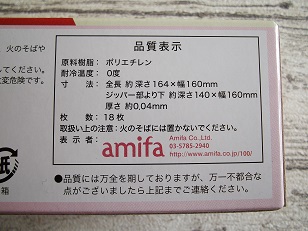 品質表示
火のそばや
原料樹脂：ポリエチレン
てください。
耐冷温度：0度
変危険です。
寸　　法：全長 約 深さ164×幅160mm
ジッパー部より下 約深さ140×幅160mm
厚さ 約0.04mm
枚　　数：18枚
取扱い上の注意：火のそばには置かないでください。
amifa
Amifa Co.,Ltd.
03-5785-2940
http://www.amifa.co.jp/100/
紙
箱
●品質には万全を期しておりますが、万一不都合な
点がございましたら上記までご連絡ください。